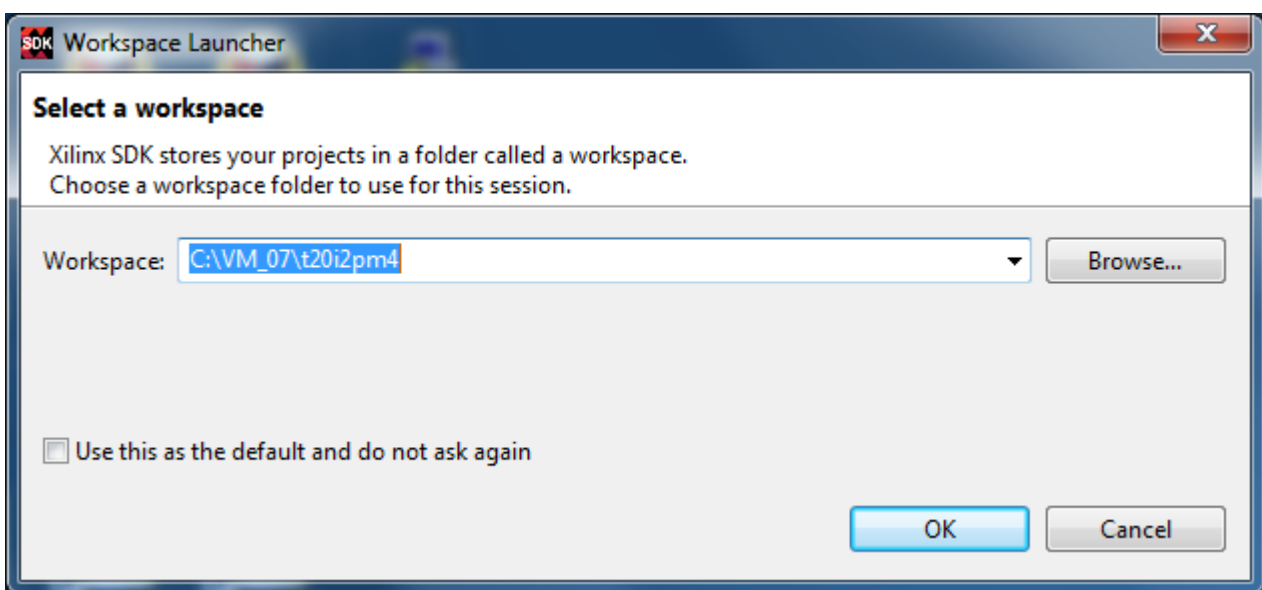 SDK Workspace Launcher
x
Select a workspace
Xilinx SDK stores your projects in a folder called a workspace.
Choose a workspace folder to use for this session.
Workspace: C:\VM_07\t20i2pm4 Browse...
Use this as the default and do not ask again
OK Cancel